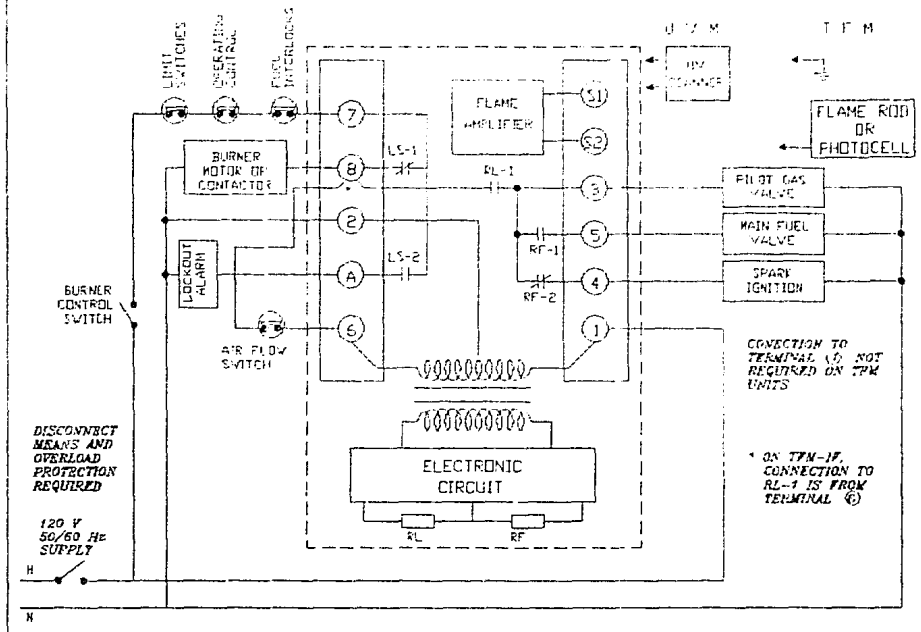 LIMIT
SWITCHES
OPERATING
CONTROL
FUEL
INTERLOCKS
U V M
T F M
UV
SCANNER
FLAME ROD
OR
PHOTOCELL
FLAME
AMPLIFIER
S1
S2
7
8
2
A
6
3
5
4
1
LS-1
LS-2
RL-1
RF-1
RF-2
BURNER
MOTOR OR
CONTACTOR
LOCKOUT
ALARM
BURNER
CONTROL
SWITCH
AIR FLOW
SWITCH
PILOT GAS
VALVE
MAIN FUEL
VALVE
SPARK
IGNITION
CONECTION TO
TERMINAL (1) NOT
REQUIRED ON TFM
UNITS
* ON TFM-1F,
CONNECTION TO
RL-1 IS FROM
TERMINAL ⑥
DISCONNECT
MEANS AND
OVERLOAD
PROTECTION
REQUIRED
120 V
50/60 Hz
SUPPLY
H
N
ELECTRONIC
CIRCUIT
RL
RF